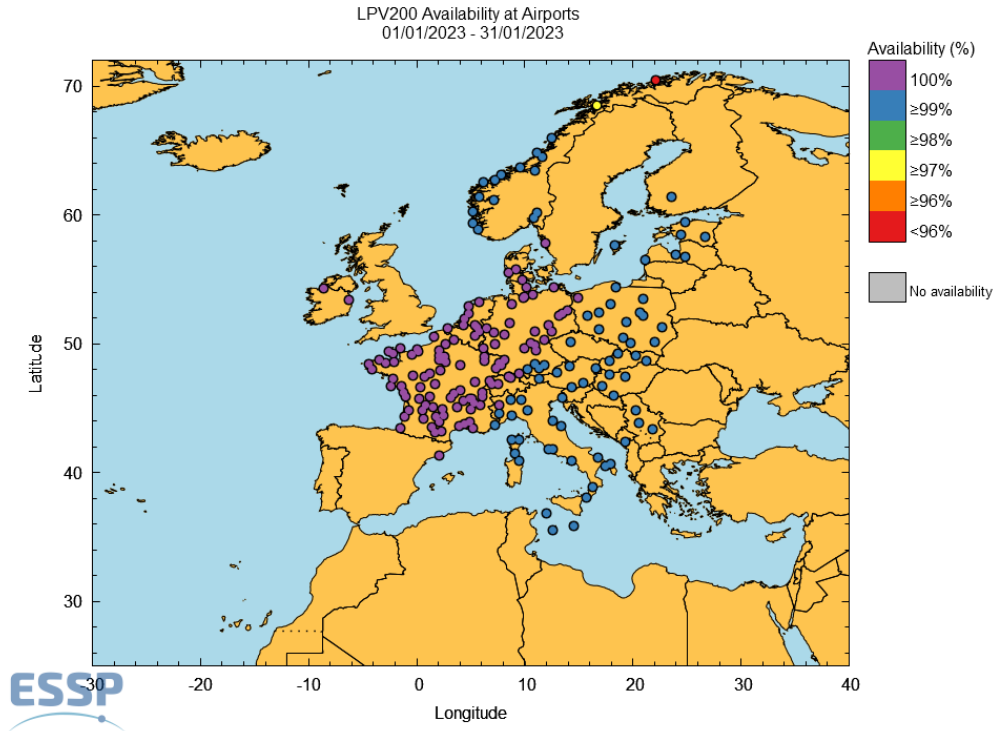 LPV200 Availability at Airports
01/01/2023 - 31/01/2023
Availability (%)
100%
≥99%
≥98%
≥97%
≥96%
<96%
No availability
70
60
50
40
30
Latitude
-30
-20
-10
0
10
20
30
40
Longitude
ESSP